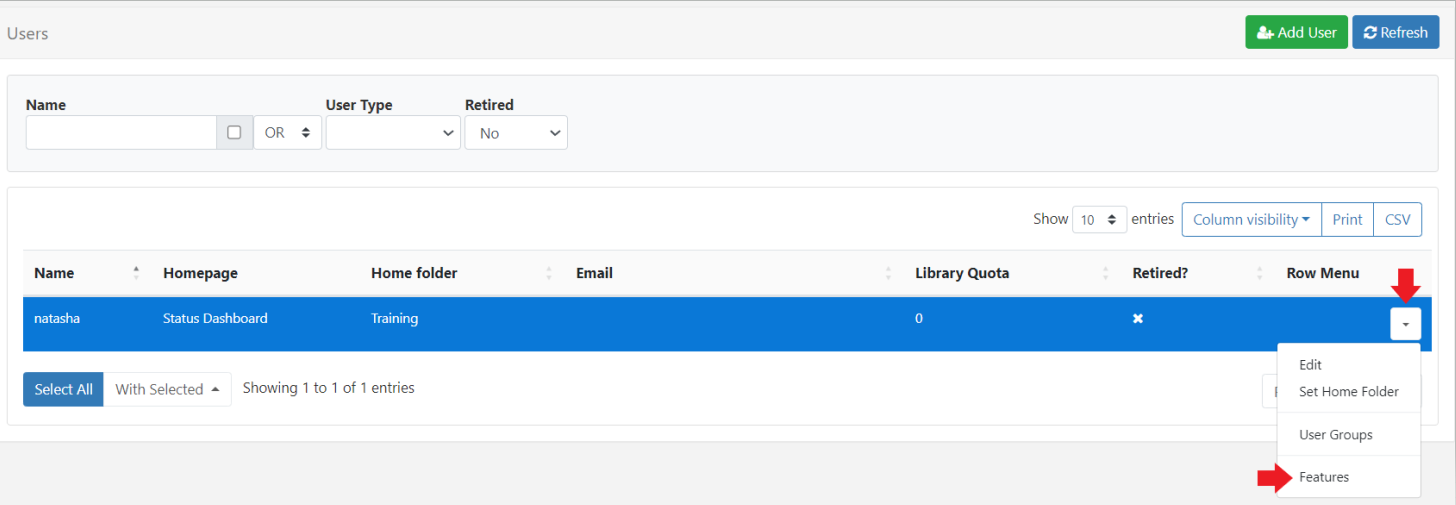 Users
Add User Refresh
Name User Type Retired
OR No
Show 10 entries Column visibility Print CSV
Name Homepage Home folder Email Library Quota Retired? Row Menu
natasha Status Dashboard Training 0
Edit
Select All With Selected Showing 1 to 1 of 1 entries
Set Home Folder
User Groups
Features